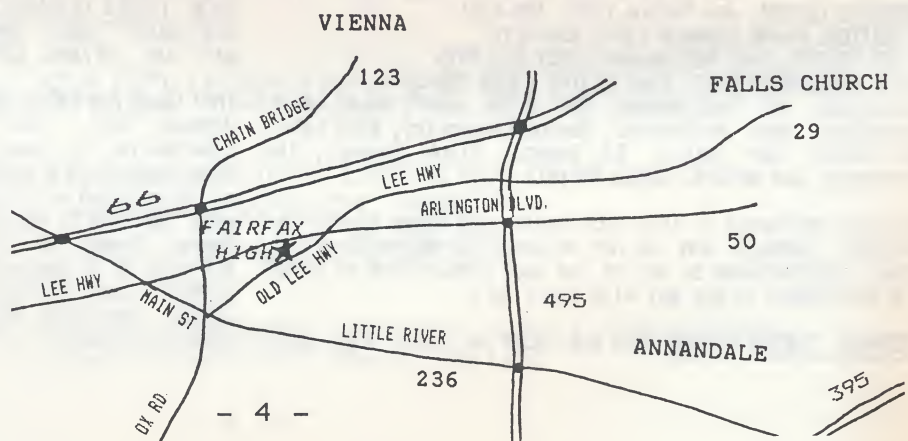 VIENNA
123
FALLS CHURCH
29
CHAIN BRIDGE
66
LEE HWY
ARLINGTON BLVD.
50
FAIRFAX
HIGH
OLD LEE HWY
LEE HWY
MAIN ST
495
LITTLE RIVER
236
ANNANDALE
395
OX RD.
- 4 -